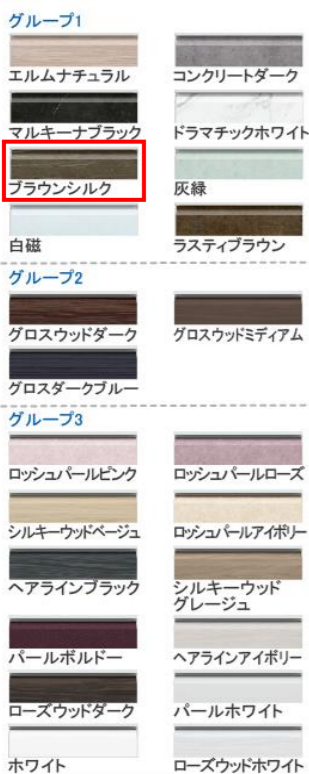 グループ1
エルムナチュラル
コンクリートダーク
マルキーナブラック
ドラマチックホワイト
ブラウンシルク
灰緑
白磁
ラスティブラウン
グループ2
グロスウッドダーク
グロスウッドミディアム
グロスダークブルー
グループ3
ロッシュパールピンク
ロッシュパールローズ
シルキーウッドベージュ
ロッシュパールアイボリー
ヘアラインブラック
シルキーウッド
グレージュ
パールボルドー
ヘアラインアイボリー
ローズウッドダーク
パールホワイト
ホワイト
ローズウッドホワイト